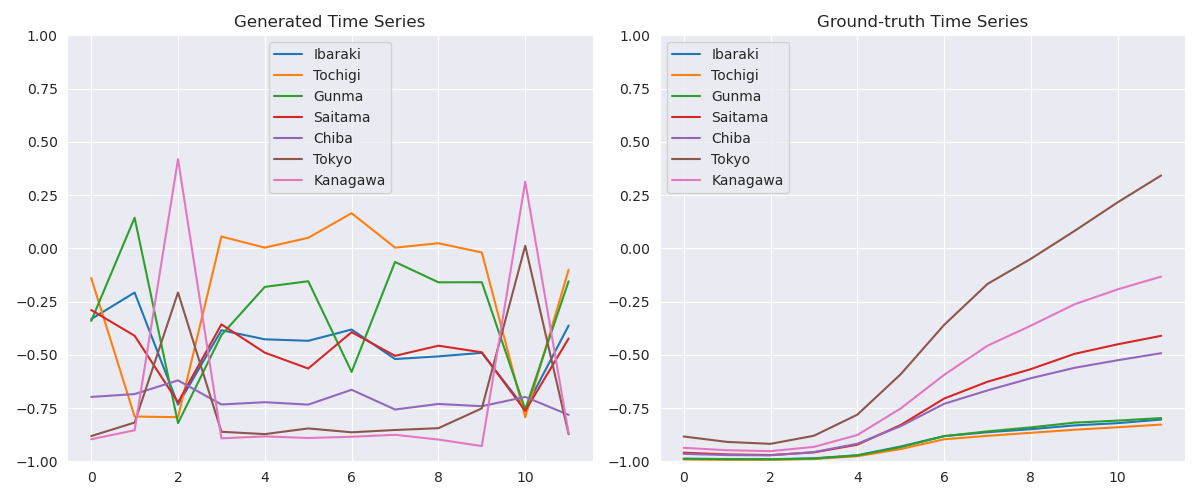 Generated Time Series
1.00
0.75
0.50
0.25
0.00
−0.25
−0.50
−0.75
−1.00
0 2 4 6 8 10
Ibaraki
Tochigi
Gunma
Saitama
Chiba
Tokyo
Kanagawa
Ground-truth Time Series
1.00
0.75
0.50
0.25
0.00
−0.25
−0.50
−0.75
−1.00
0 2 4 6 8 10
Ibaraki
Tochigi
Gunma
Saitama
Chiba
Tokyo
Kanagawa